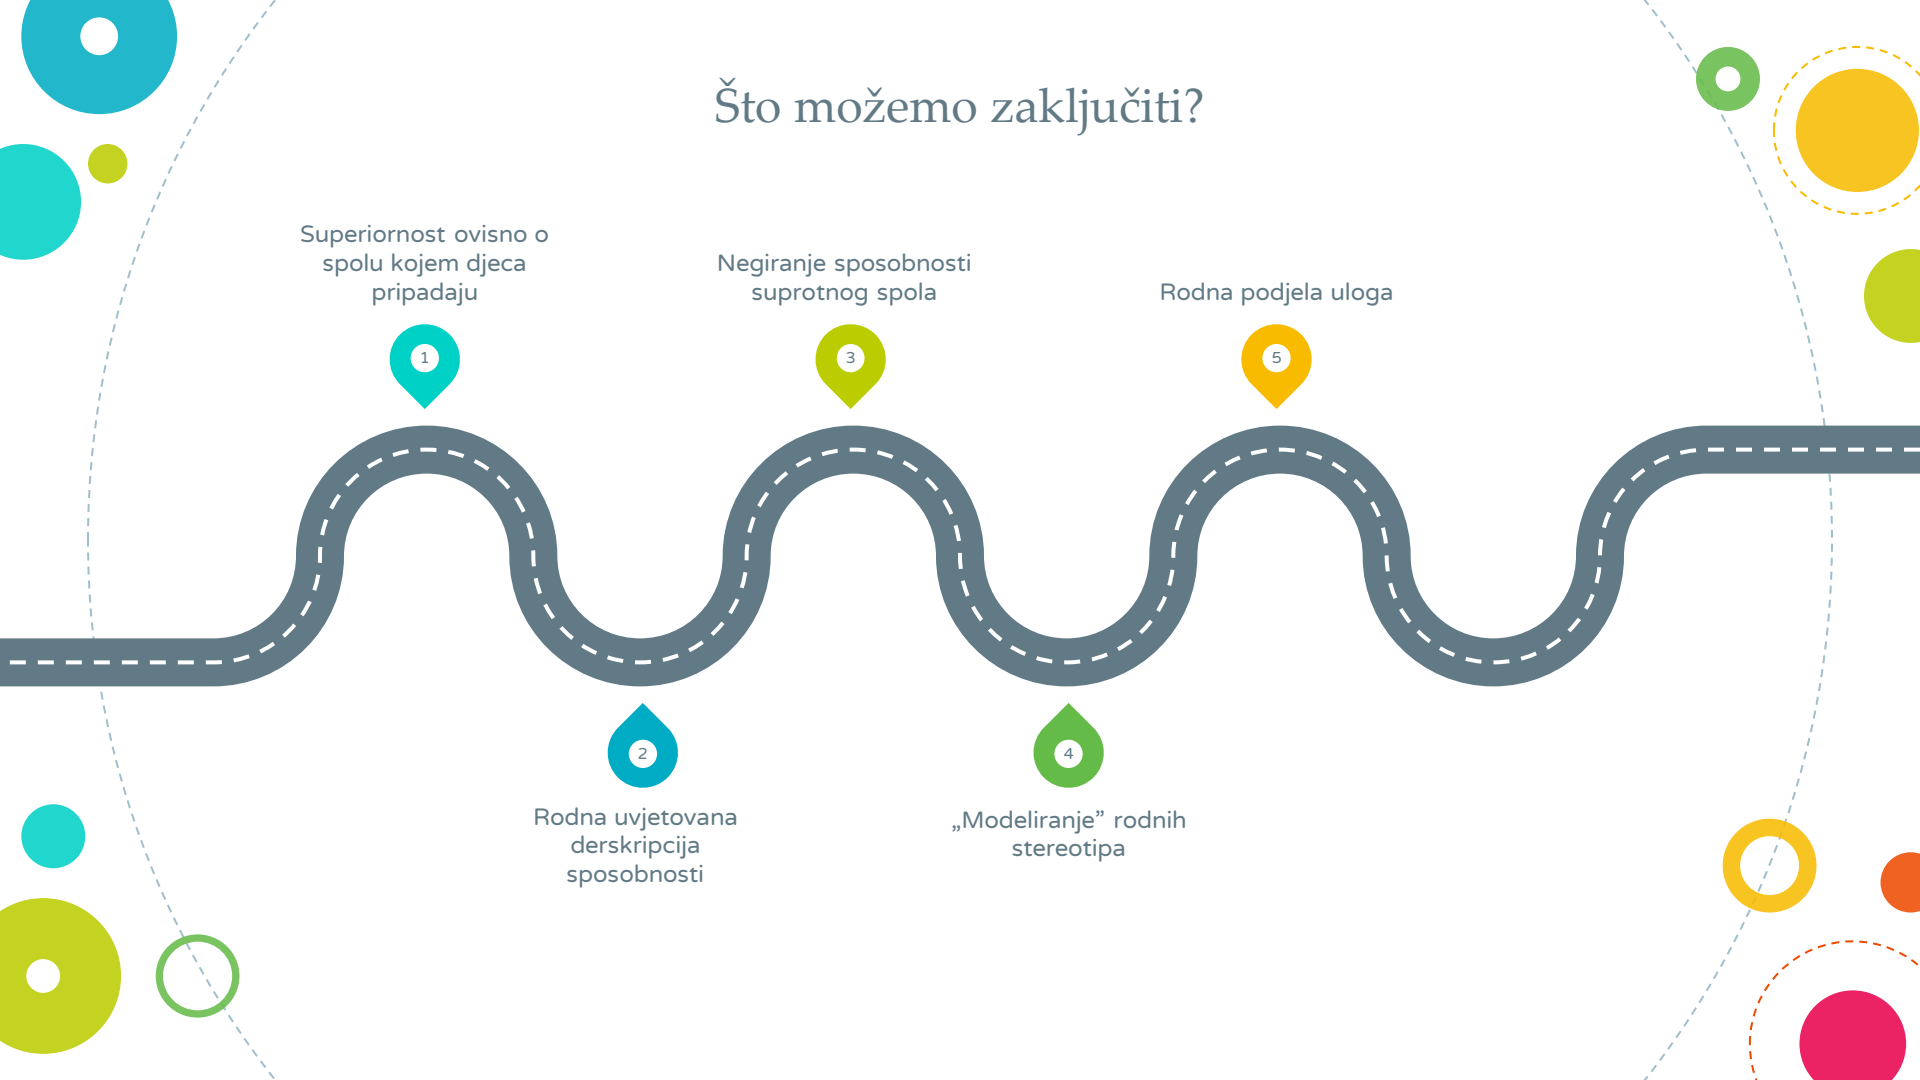 Što možemo zaključiti?
Superiornost ovisno o
spolu kojem djeca
pripadaju
1
Rodna uvjetovana
derskripcija
sposobnosti
2
Negiranje sposobnosti
suprotnog spola
3
„Modeliranje” rodnih
stereotipa
4
Rodna podjela uloga
5